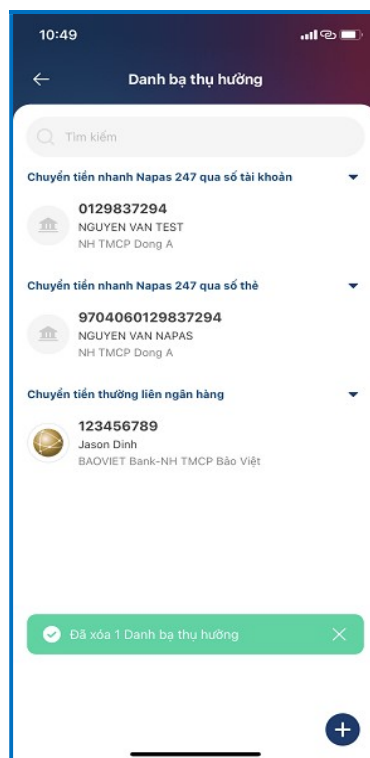 10:49
Danh bạ thụ hưởng
Tìm kiếm
Chuyển tiền nhanh Napas 247 qua số tài khoản
0129837294
NGUYEN VAN TEST
NH TMCP Dong A
Chuyển tiền nhanh Napas 247 qua số thẻ
9704060129837294
NGUYEN VAN NAPAS
NH TMCP Dong A
Chuyển tiền thường liên ngân hàng
123456789
Jason Dinh
BAOVIET Bank-NH TMCP Bảo Việt
Đã xóa 1 Danh bạ thụ hưởng